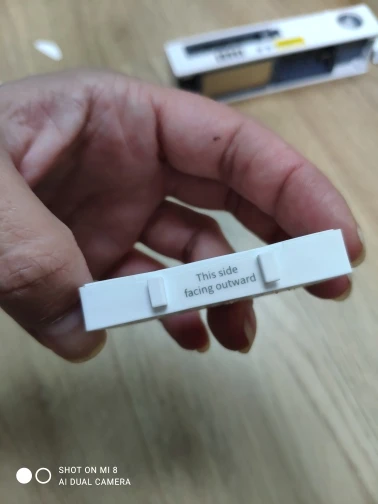 This side
facing outward
SHOT ON MI 8
AI DUAL CAMERA